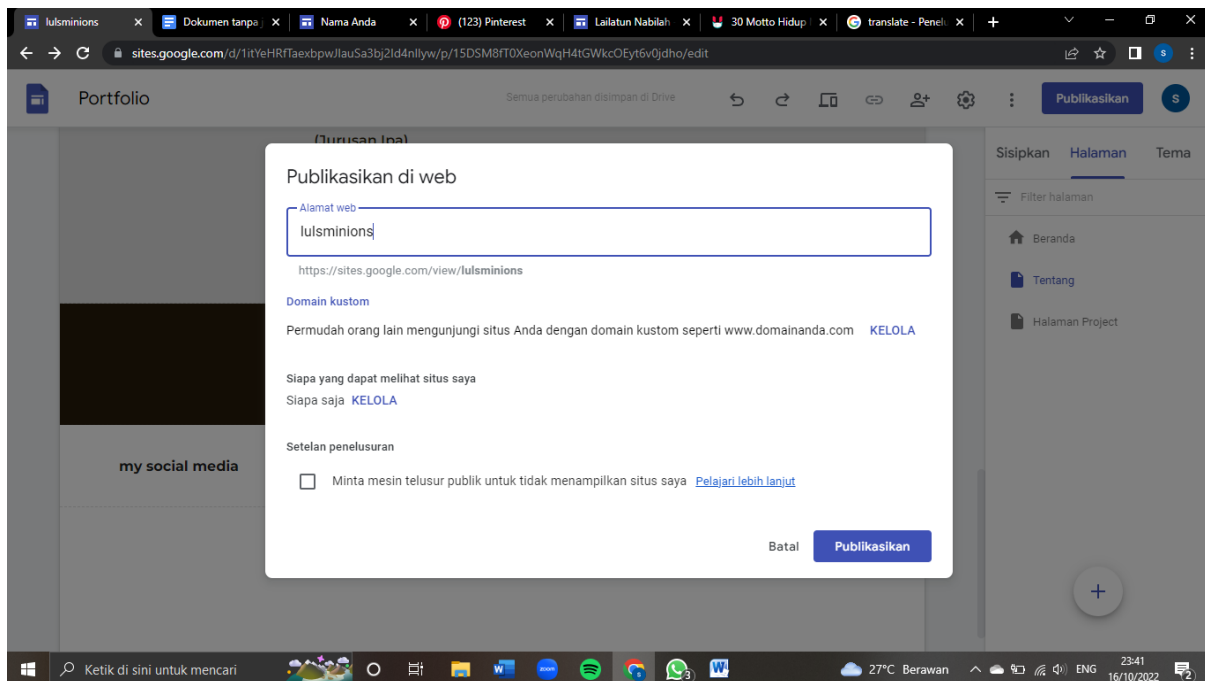 lulsminions
Dokumen tanpa j
Nama Anda
(123) Pinterest
Lailatun Nabilah
30 Motto Hidup
translate - Penelu
sites.google.com/d/1itYeHRfTaexbpwJlauSa3bj2Id4nIlyw/p/15DSM8fT0XeonWqH4tGWkcOEyt6v0jdho/edit
s
Portfolio
Semua perubahan disimpan di Drive
Publikasikan
s
(Jurusan Ipa)
Sisipkan Halaman Tema
Filter halaman
Beranda
Tentang
Halaman Project
Publikasikan di web
Alamat web
lulsminions
https://sites.google.com/view/lulsminions
Domain kustom
Permudah orang lain mengunjungi situs Anda dengan domain kustom seperti www.domainanda.com KELOLA
Siapa yang dapat melihat situs saya
Siapa saja KELOLA
Setelan penelusuran
Minta mesin telusur publik untuk tidak menampilkan situs saya Pelajari lebih lanjut
Batal Publikasikan
my social media
Ketik di sini untuk mencari
zoom
3
27°C Berawan
ENG
23:41
16/10/2022
2